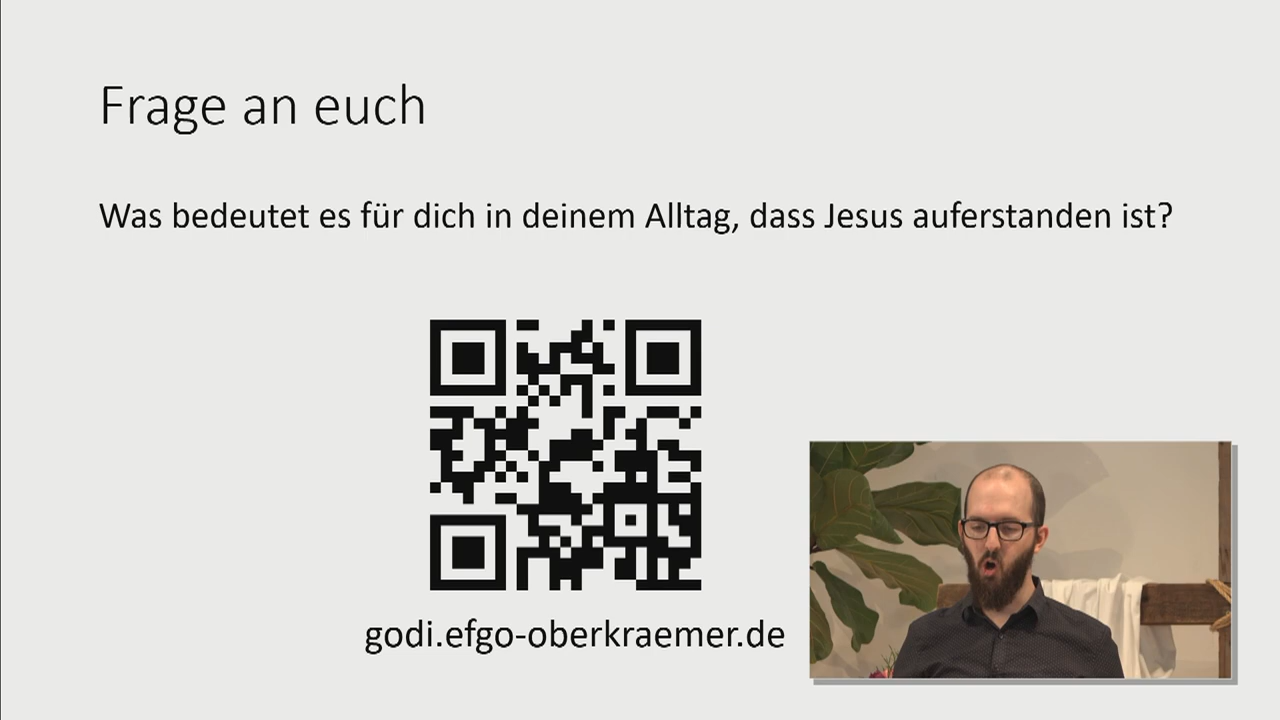 Frage an euch
Was bedeutet es für dich in deinem Alltag, dass Jesus auferstanden ist?
godi.efgo-oberkraemer.de